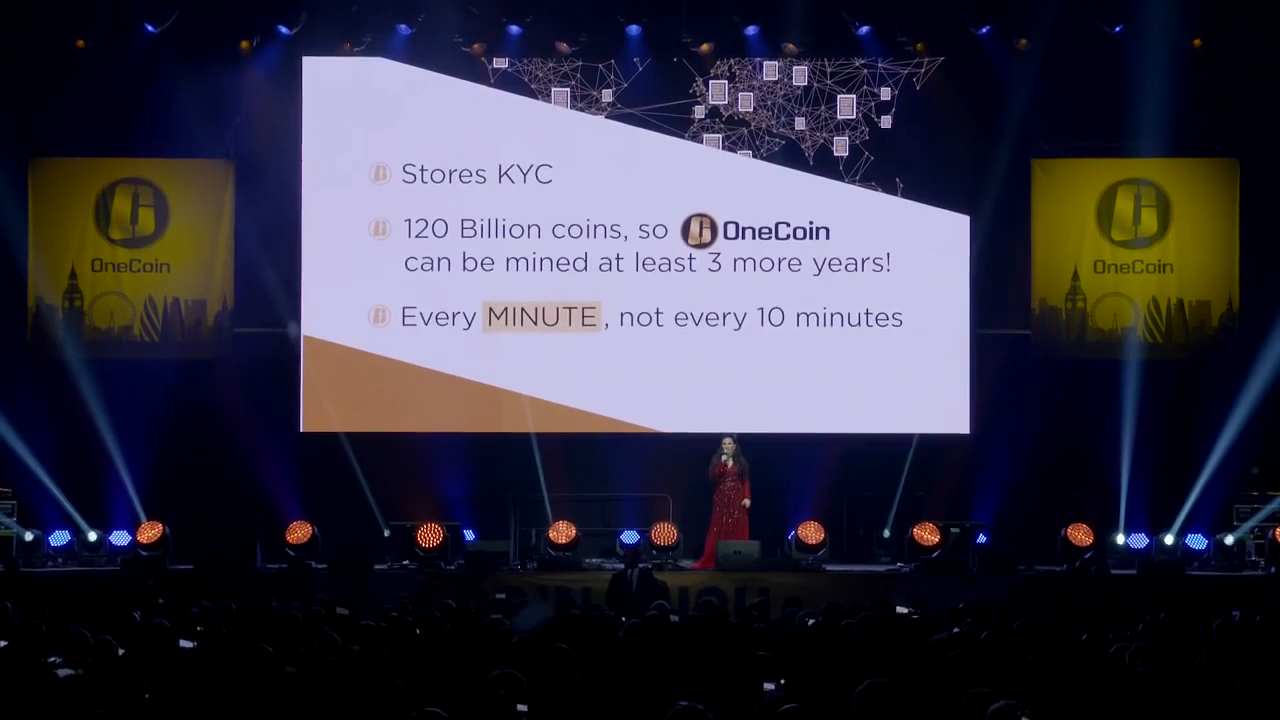 Stores KYC
120 Billion coins, so OneCoin
can be mined at least 3 more years!
Every MINUTE, not every 10 minutes
OneCoin
OneCoin